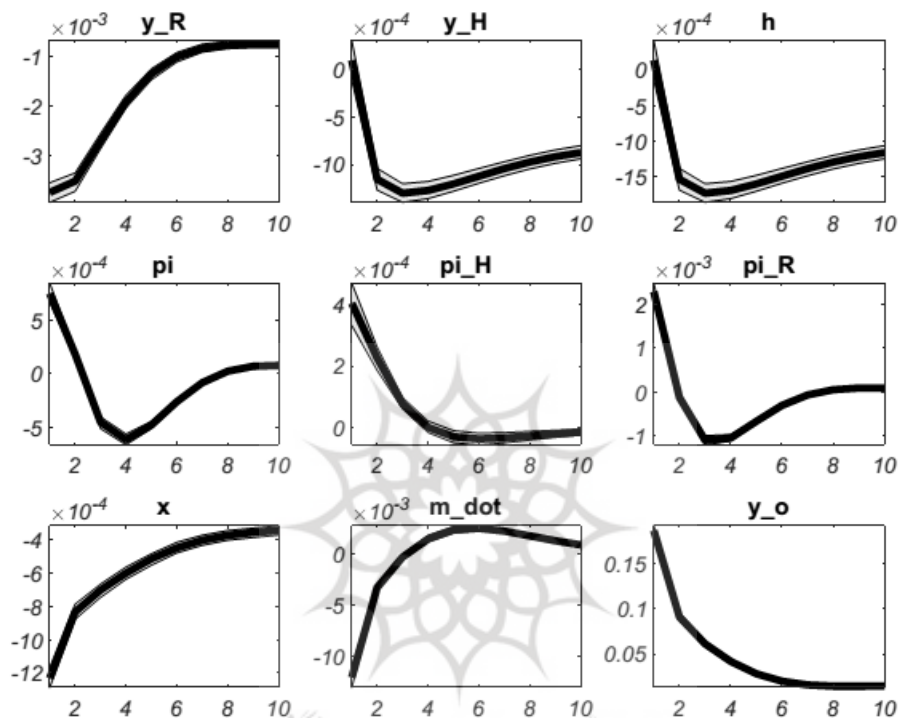 ×10⁻³ y_R
-1
-2
-3
2 4 6 8 10
×10⁻⁴ y_H
0
-5
-10
2 4 6 8 10
×10⁻⁴ h
0
-5
-10
-15
2 4 6 8 10
×10⁻⁴ pi
5
0
-5
2 4 6 8 10
×10⁻⁴ pi_H
4
2
0
2 4 6 8 10
×10⁻³ pi_R
2
1
0
-1
2 4 6 8 10
×10⁻⁴ x
-4
-6
-8
-10
-12
2 4 6 8 10
×10⁻³ m_dot
0
-5
-10
2 4 6 8 10
y_o
0.15
0.1
0.05
2 4 6 8 10